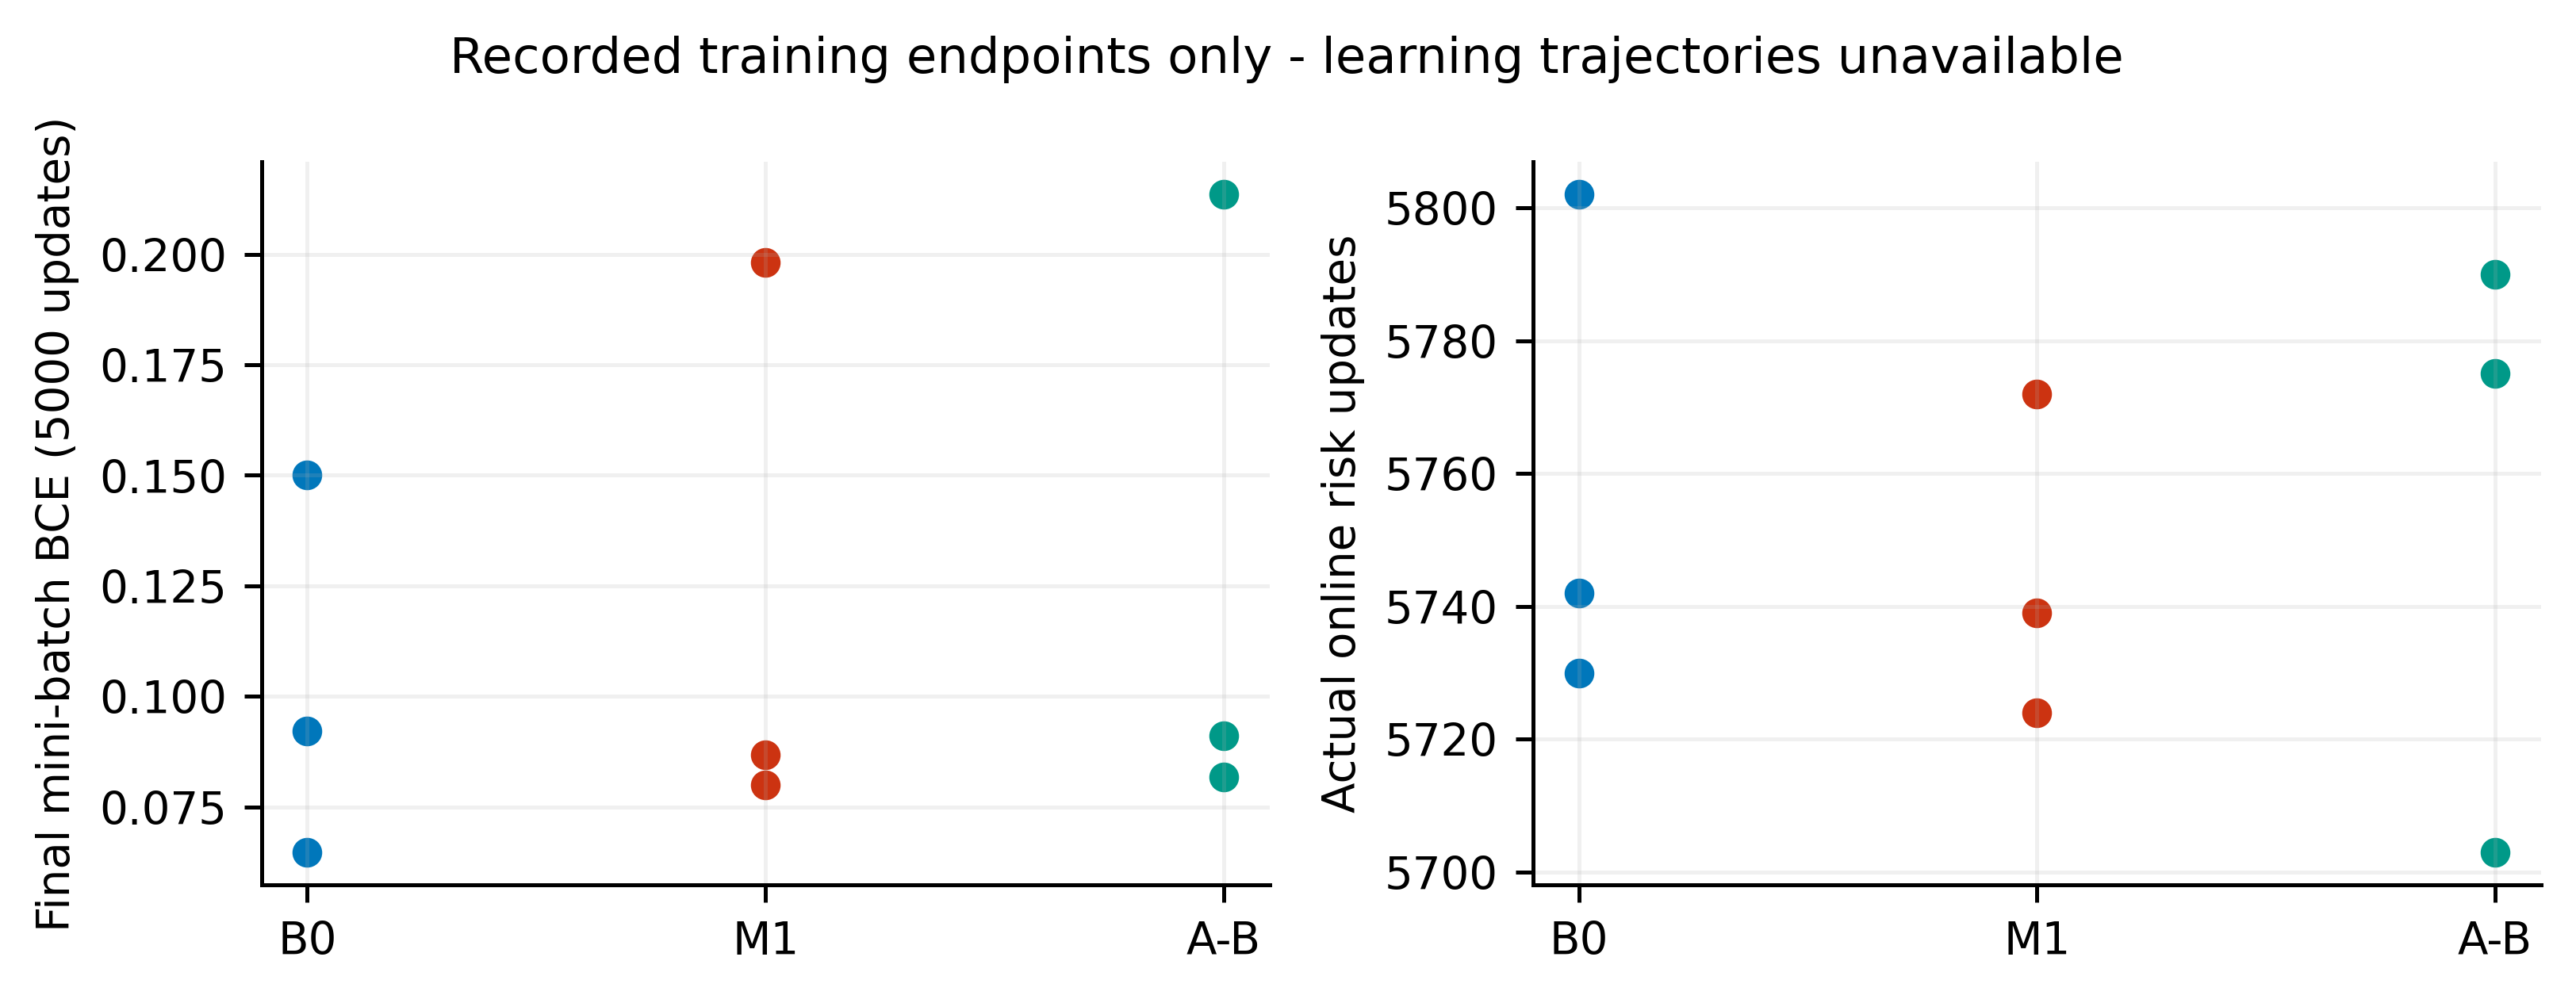 Recorded training endpoints only - learning trajectories unavailable
Final mini-batch BCE (5000 updates)
0.200
0.175
0.150
0.125
0.100
0.075
B0 M1 A-B
Actual online risk updates
5800
5780
5760
5740
5720
5700
B0 M1 A-B